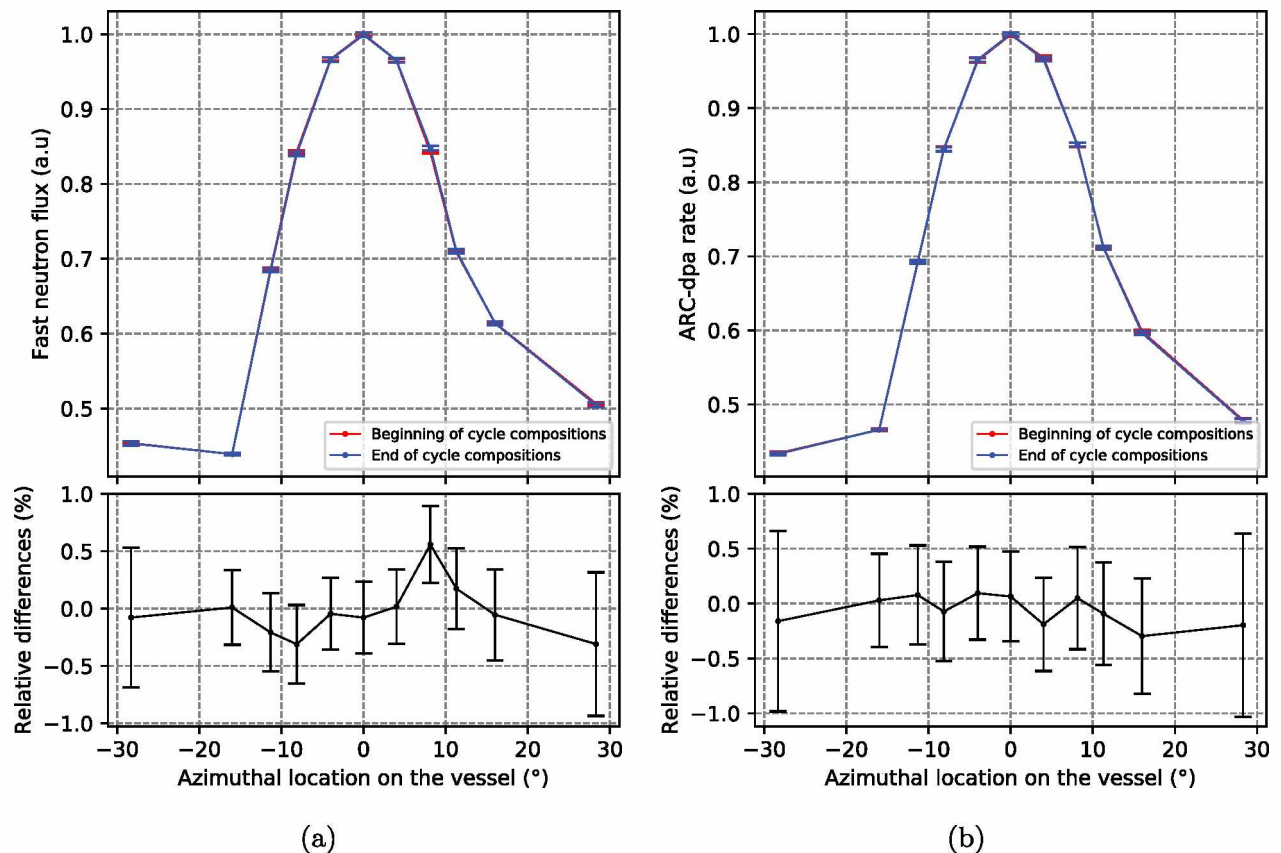 1.0
0.9
0.8
0.7
0.6
0.5
Fast neutron flux (a.u)
Beginning of cycle compositions
End of cycle compositions
1.0
0.5
0.0
−0.5
−1.0
Relative differences (%)
−30 −20 −10 0 10 20 30
Azimuthal location on the vessel (°)
(a)
1.0
0.9
0.8
0.7
0.6
0.5
ARC-dpa rate (a.u)
Beginning of cycle compositions
End of cycle compositions
1.0
0.5
0.0
−0.5
−1.0
Relative differences (%)
−30 −20 −10 0 10 20 30
Azimuthal location on the vessel (°)
(b)